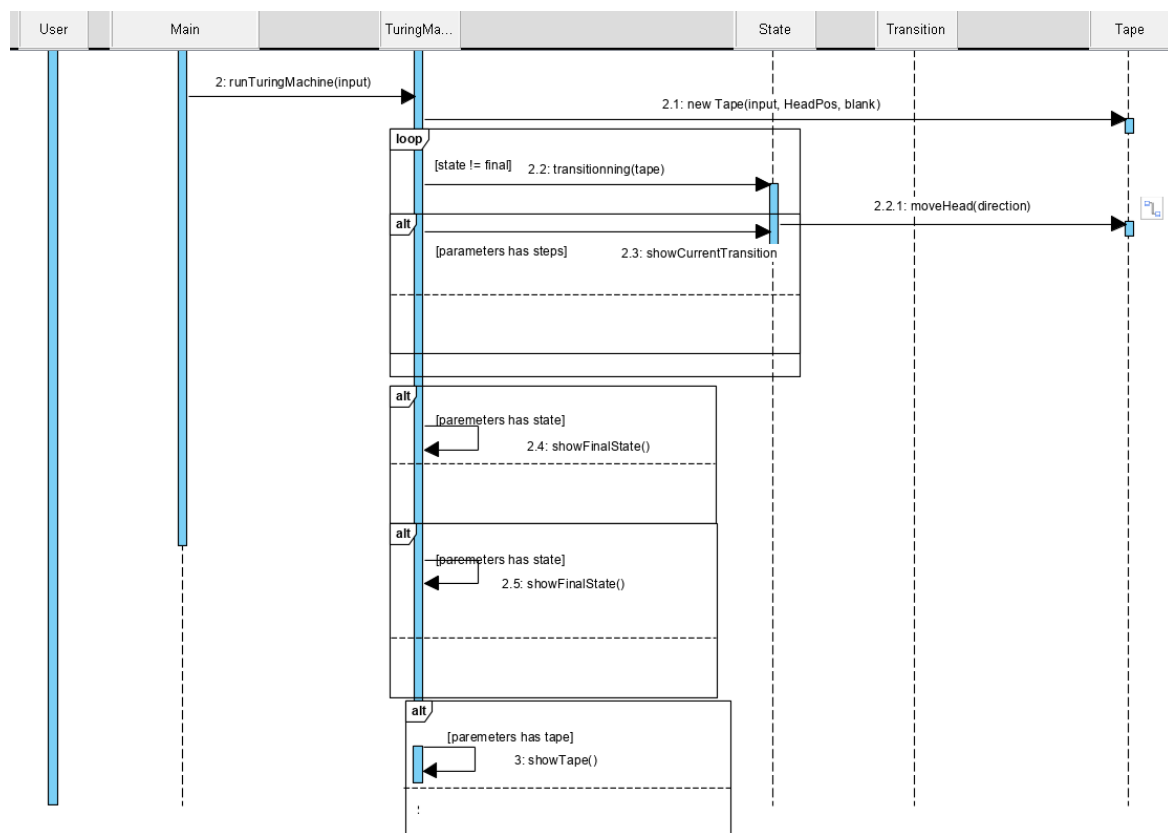 User Main TuringMa... State Transition Tape
2: runTuringMachine(input)
2.1: new Tape(input, HeadPos, blank)
loop
[state != final]
2.2: transitionning(tape)
2.2.1: moveHead(direction)
alt
[parameters has steps]
2.3: showCurrentTransition
alt
[paremeters has state]
2.4: showFinalState()
alt
[paremeters has state]
2.5: showFinalState()
alt
[paremeters has tape]
3: showTape()